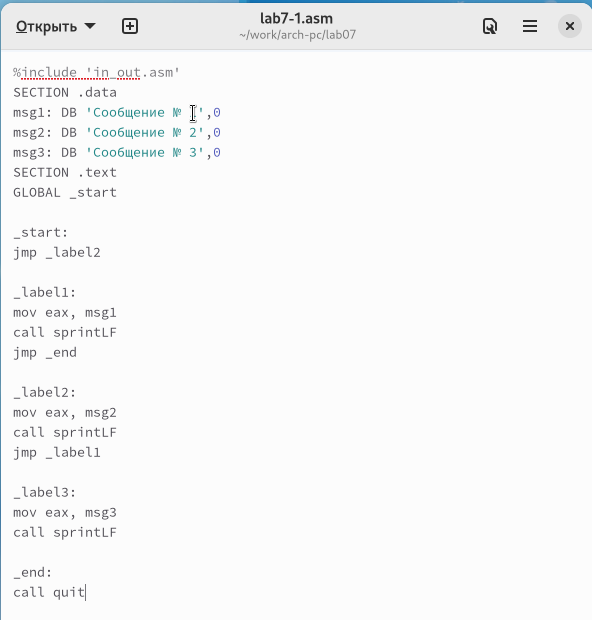 Открыть
lab7-1.asm
~/work/arch-pc/lab07
%include 'in_out.asm'
SECTION .data
msg1: DB 'Сообщение № ',0
msg2: DB 'Сообщение № 2',0
msg3: DB 'Сообщение № 3',0
SECTION .text
GLOBAL _start
_start:
jmp _label2
_label1:
mov eax, msg1
call sprintLF
jmp _end
_label2:
mov eax, msg2
call sprintLF
jmp _label1
_label3:
mov eax, msg3
call sprintLF
_end:
call quit